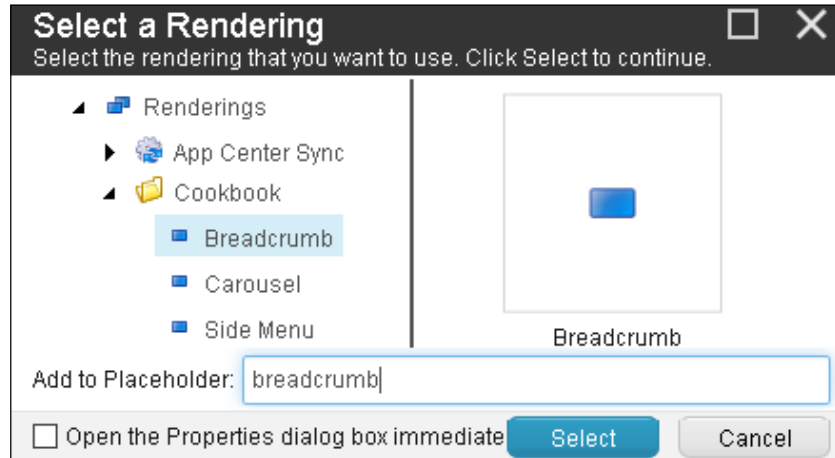 Select a Rendering
Select the rendering that you want to use. Click Select to continue.
Renderings
App Center Sync
Cookbook
Breadcrumb
Carousel
Side Menu
Breadcrumb
Add to Placeholder: breadcrumb
Open the Properties dialog box immediate Select Cancel